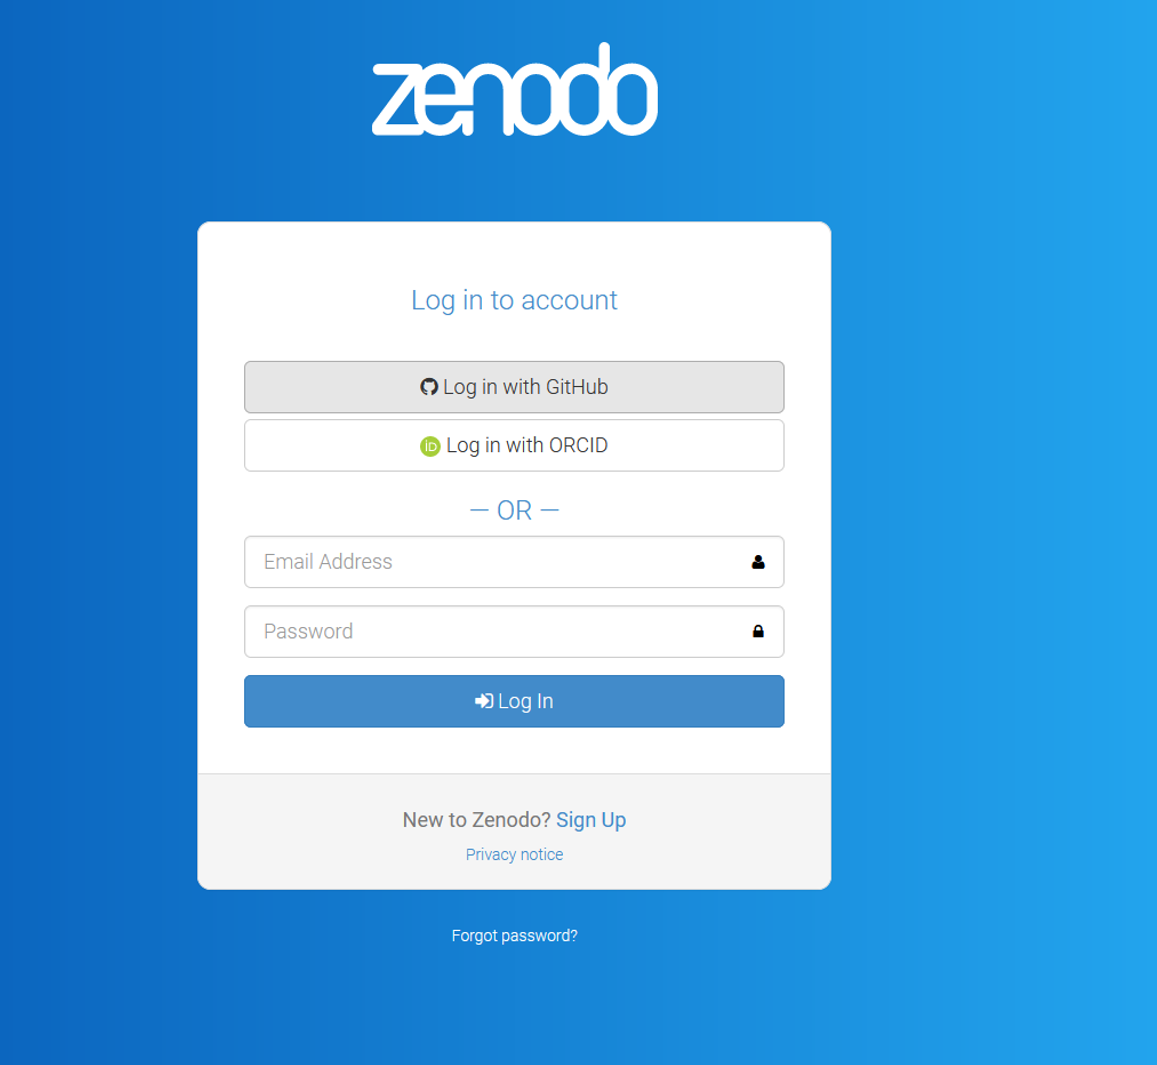 zenodo
Log in to account
Log in with GitHub
iD Log in with ORCID
— OR —
Email Address
Password
Log In
New to Zenodo? Sign Up
Privacy notice
Forgot password?